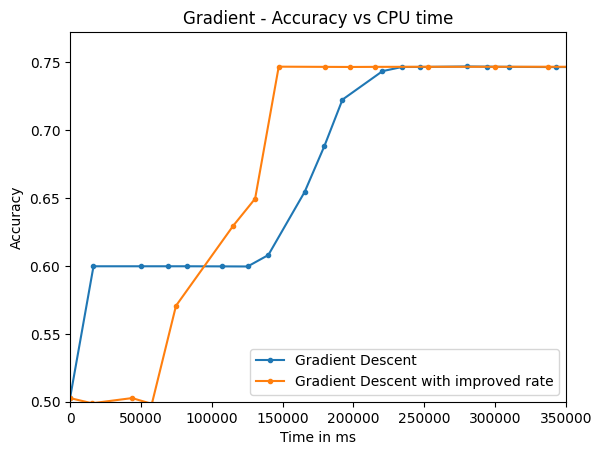 Gradient - Accuracy vs CPU time
Accuracy
0.75
0.70
0.65
0.60
0.55
0.50
Gradient Descent
Gradient Descent with improved rate
0 50000 100000 150000 200000 250000 300000 350000
Time in ms